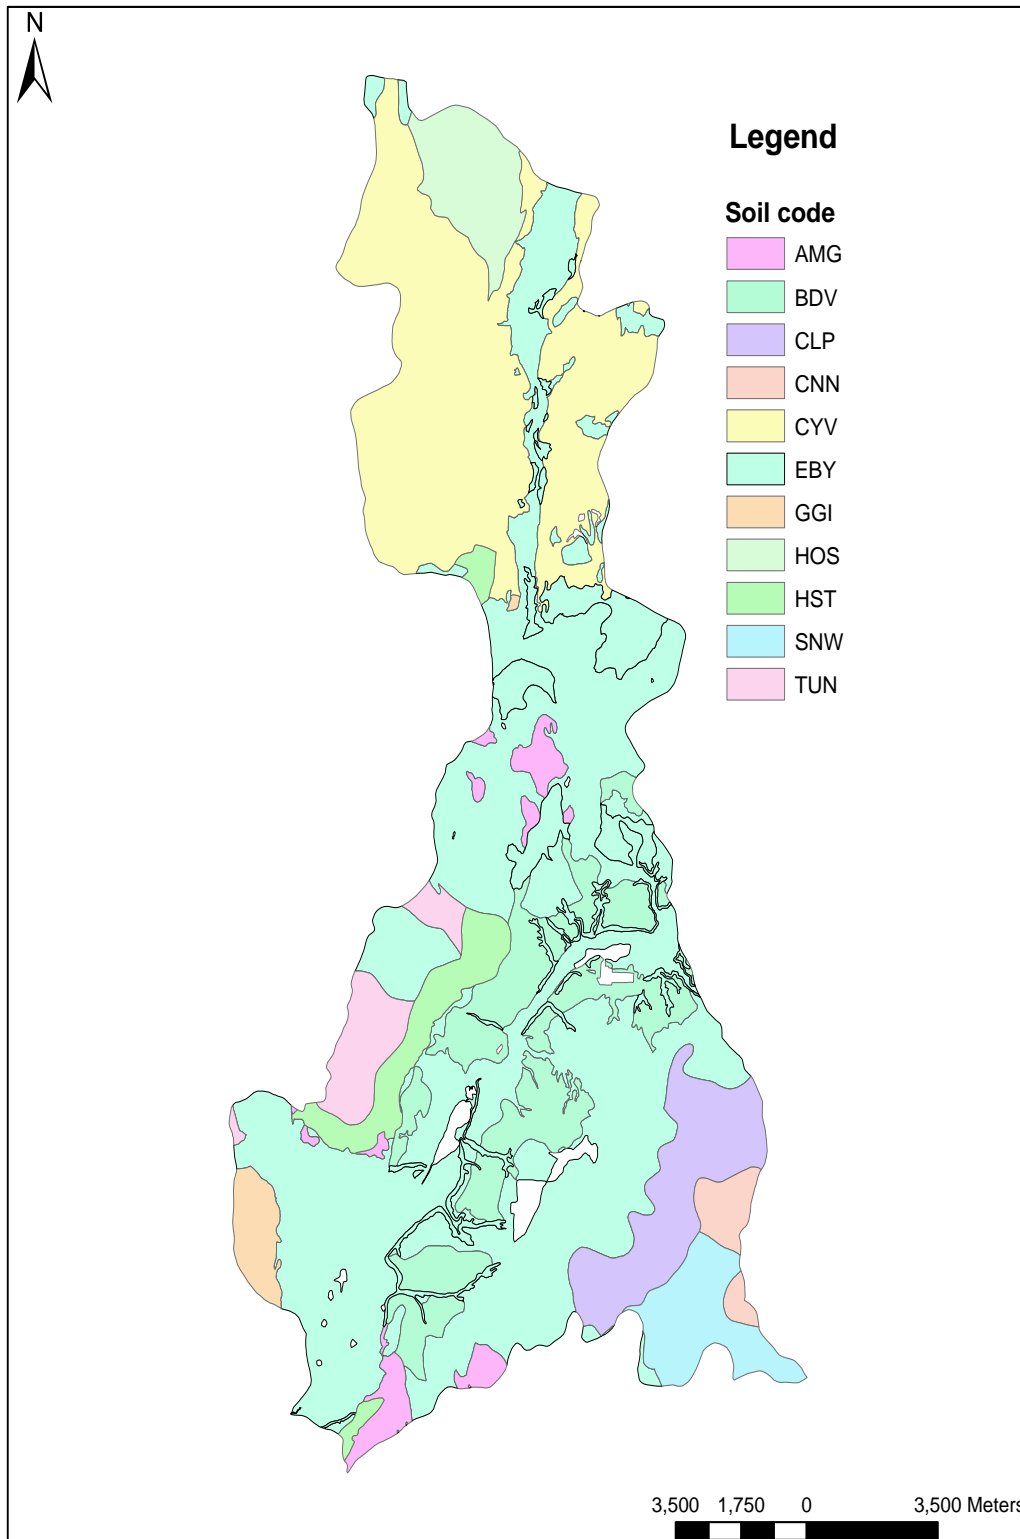 N
Legend
Soil code
AMG
BDV
CLP
CNN
CYV
EBY
GGI
HOS
HST
SNW
TUN
3,500 1,750 0 3,500 Meters